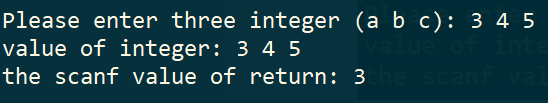 Please enter three integer (a b c): 3 4 5
value of integer: 3 4 5
the scanf value of return: 3